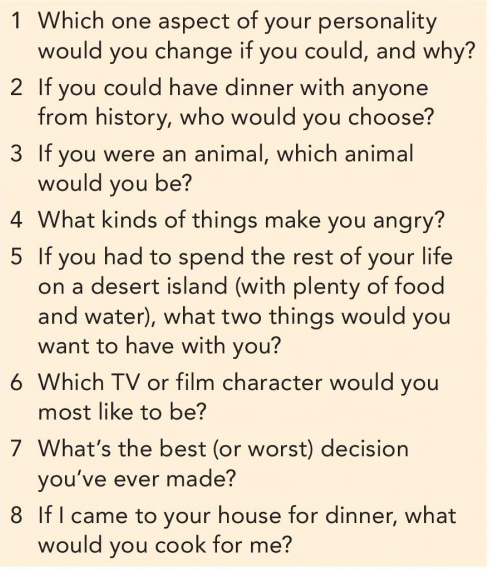 1 Which one aspect of your personality
would you change if you could, and why?
2 If you could have dinner with anyone
from history, who would you choose?
3 If you were an animal, which animal
would you be?
4 What kinds of things make you angry?
5 If you had to spend the rest of your life
on a desert island (with plenty of food
and water), what two things would you
want to have with you?
6 Which TV or film character would you
most like to be?
7 What’s the best (or worst) decision
you’ve ever made?
8 If I came to your house for dinner, what
would you cook for me?